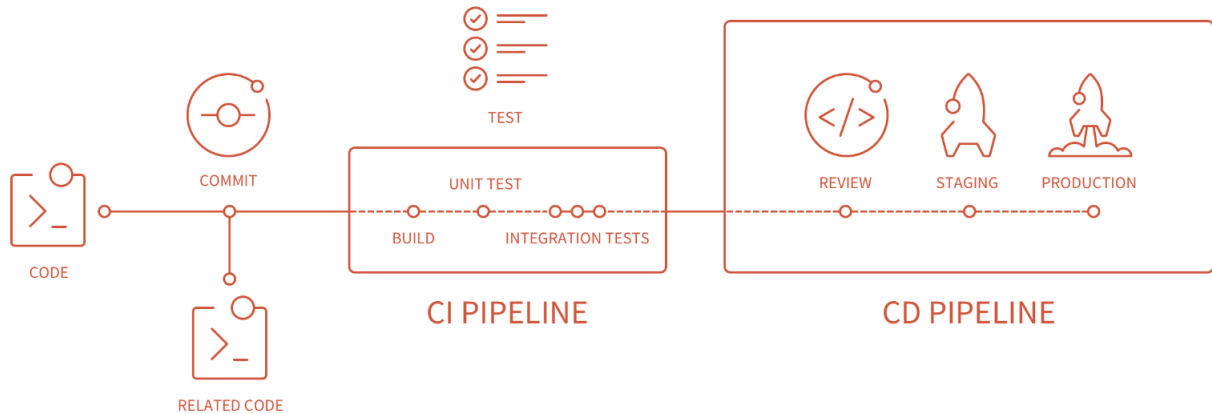 TEST
COMMIT
CODE
RELATED CODE
UNIT TEST
BUILD
INTEGRATION TESTS
CI PIPELINE
REVIEW
STAGING
PRODUCTION
CD PIPELINE